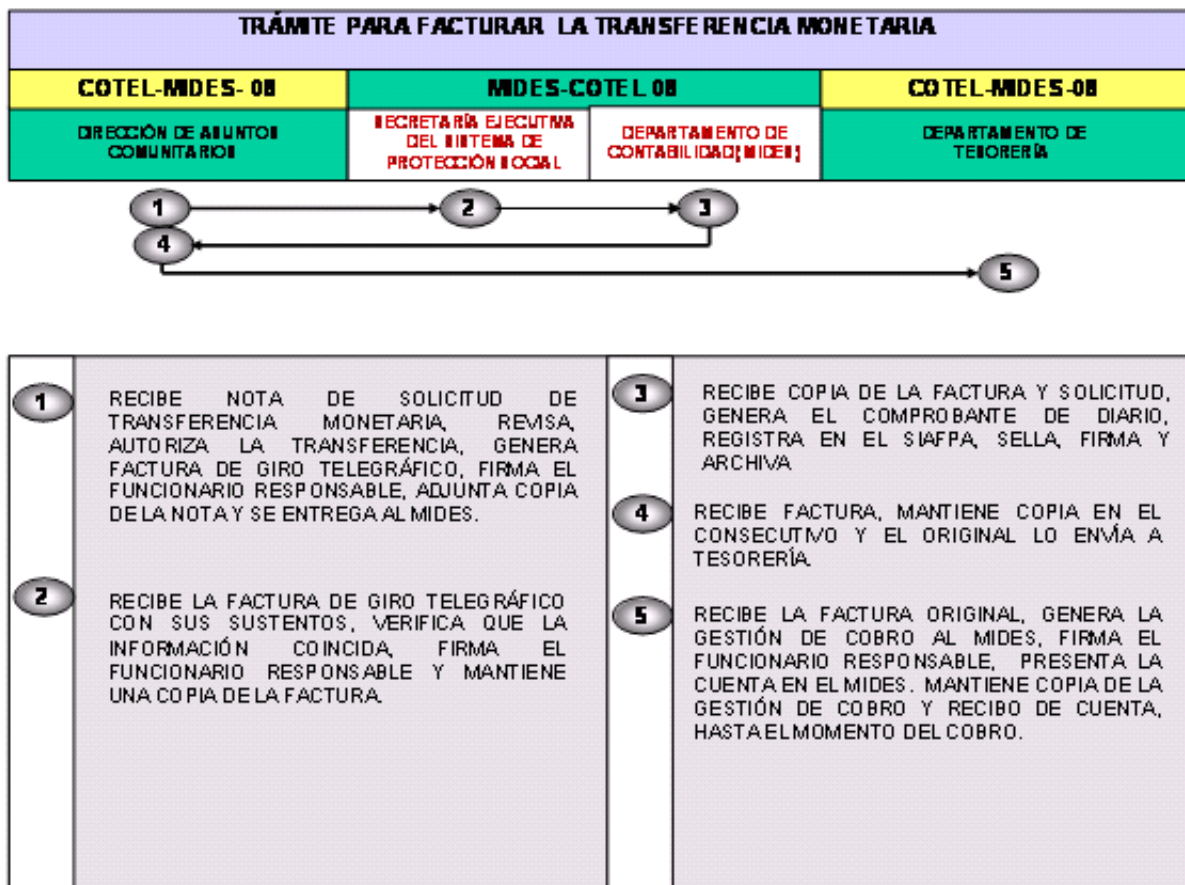 TRÁMITE PARA FACTURAR LA TRANSFERENCIA MONETARIA
COTEL-MIDES- 08
MIDES-COTEL 08
COTEL-MIDES-08
DIRECCIÓN DE ASUNTOS
COMUNITARIOS
SECRETARÍA EJECUTIVA
DEL SISTEMA DE
PROTECCIÓN SOCIAL
DEPARTAMENTO DE
CONTABILIDAD(MIDES)
DEPARTAMENTO DE
TESORERÍA
1
2
3
4
5
1
RECIBE NOTA DE SOLICITUD DE
TRANSFERENCIA MONETARIA, REVISA,
AUTORIZA LA TRANSFERENCIA, GENERA
FACTURA DE GIRO TELEGRÁFICO, FIRMA EL
FUNCIONARIO RESPONSABLE, ADJUNTA COPIA
DE LA NOTA Y SE ENTREGA AL MIDES.
2
RECIBE LA FACTURA DE GIRO TELEGRÁFICO
CON SUS SUSTENTOS, VERIFICA QUE LA
INFORMACIÓN COINCIDA, FIRMA EL
FUNCIONARIO RESPONSABLE Y MANTIENE
UNA COPIA DE LA FACTURA.
3
RECIBE COPIA DE LA FACTURA Y SOLICITUD,
GENERA EL COMPROBANTE DE DIARIO,
REGISTRA EN EL SIAFPA, SELLA, FIRMA Y
ARCHIVA
4
RECIBE FACTURA, MANTIENE COPIA EN EL
CONSECUTIVO Y EL ORIGINAL LO ENVÍA A
TESORERÍA.
5
RECIBE LA FACTURA ORIGINAL, GENERA LA
GESTIÓN DE COBRO AL MIDES, FIRMA EL
FUNCIONARIO RESPONSABLE, PRESENTA LA
CUENTA EN EL MIDES. MANTIENE COPIA DE LA
GESTIÓN DE COBRO Y RECIBO DE CUENTA,
HASTA EL MOMENTO DEL COBRO.